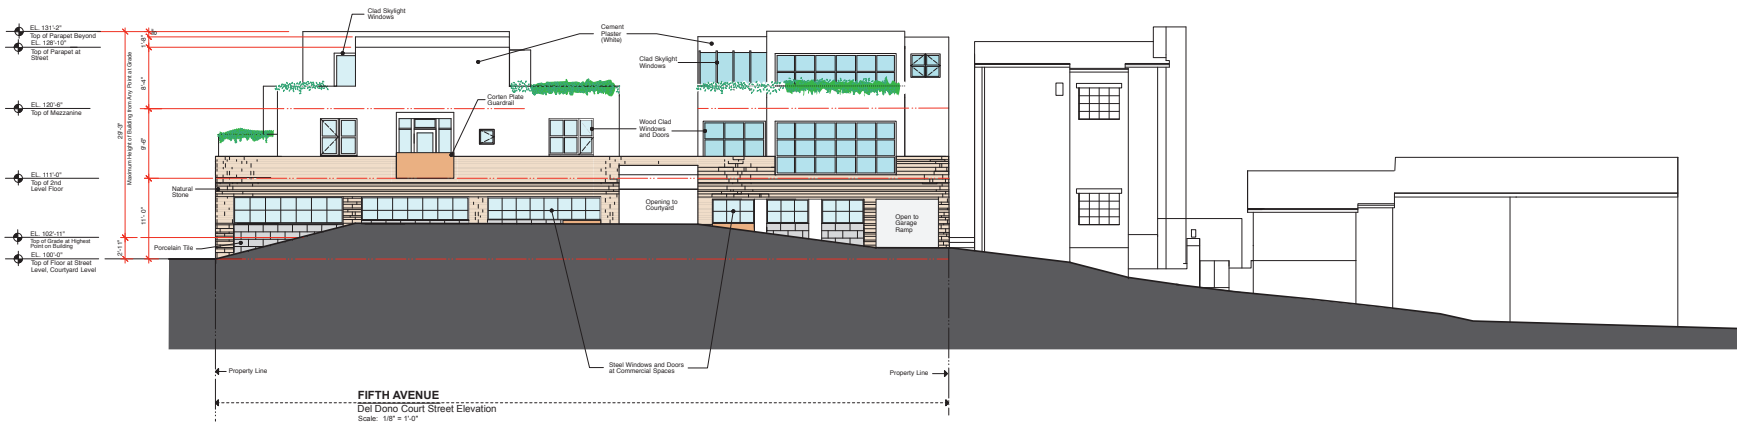 EL. 131'-2"
Top of Parapet Beyond
EL. 128'-10"
Top of Parapet at
Street
EL. 120'-6"
Top of Mezzanine
EL. 111'-0"
Top of 2nd
Level Floor
EL. 102'-11"
Top of Grade at Highest
Point on Building
EL. 100'-0"
Top of Floor at Street
Level, Courtyard Level
29'-3"
Maximum Height of Building from Any Point at Grade
1'-8"
8'-4"
9'-6"
11'-0"
2'-11"
Clad Skylight
Windows
Cement
Plaster
(White)
Clad Skylight
Windows
Corten Plate
Guardrail
Wood Clad
Windows
and Doors
Natural
Stone
Opening to
Courtyard
Open to
Garage
Ramp
Porcelain Tile
Steel Windows and Doors
at Commercial Spaces
Property Line
Property Line
FIFTH AVENUE
Del Dono Court Street Elevation
Scale: 1/8" = 1'-0"